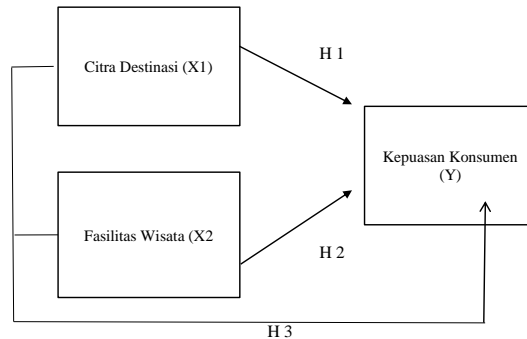 Citra Destinasi (X1)
H 1
Kepuasan Konsumen
(Y)
Fasilitas Wisata (X2
H 2
H 3